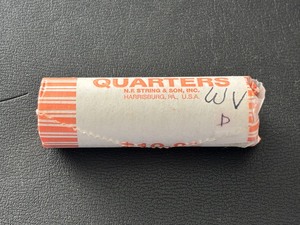 QUARTERS
N.F. STRING & SON, INC.
HARRISBURG, PA., U.S.A.
WV
D